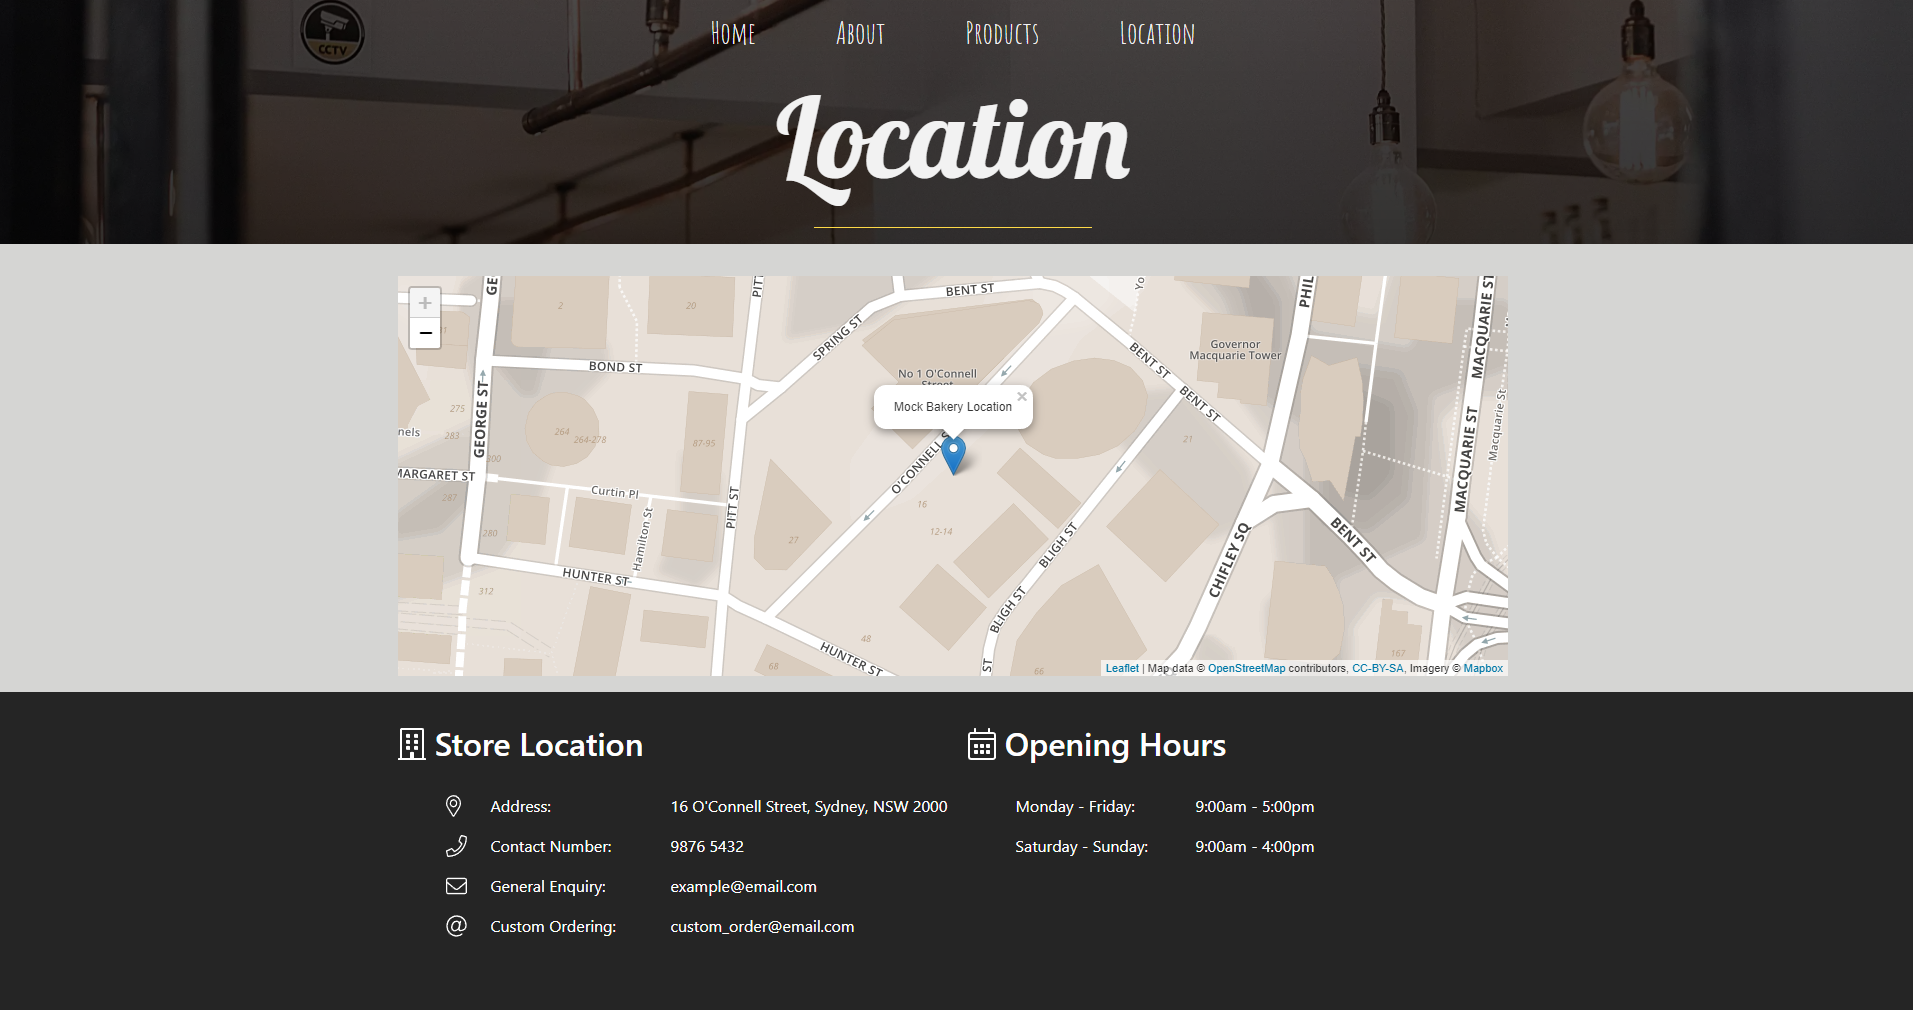 CCTV
Home About Products Location
Location
+
−
2
20
PITT
BENT ST
SPRING ST
BOND ST
BENT ST
BENT ST
Governor
Macquarie Tower
PHIL
MACQUARIE ST
MACQUARIE ST
Macquarie St
No 1 O'Connell
Street
Mock Bakery Location ×
GEORGE ST
275
283
264
264-278
87-95
21
300
MARGARET ST
287
280
Curtin Pl
Hamilton St
PITT ST
O'CONNELL ST
16
12-14
27
BLIGH ST
BLIGH ST
CHIFLEY SQ
BENT ST
HUNTER ST
312
48
HUNTER ST
68
ST
66
167
Leaflet | Map data © OpenStreetMap contributors, CC-BY-SA, Imagery © Mapbox
Store Location
Address: 16 O'Connell Street, Sydney, NSW 2000
Contact Number: 9876 5432
General Enquiry: example@email.com
Custom Ordering: custom_order@email.com
Opening Hours
Monday - Friday: 9:00am - 5:00pm
Saturday - Sunday: 9:00am - 4:00pm